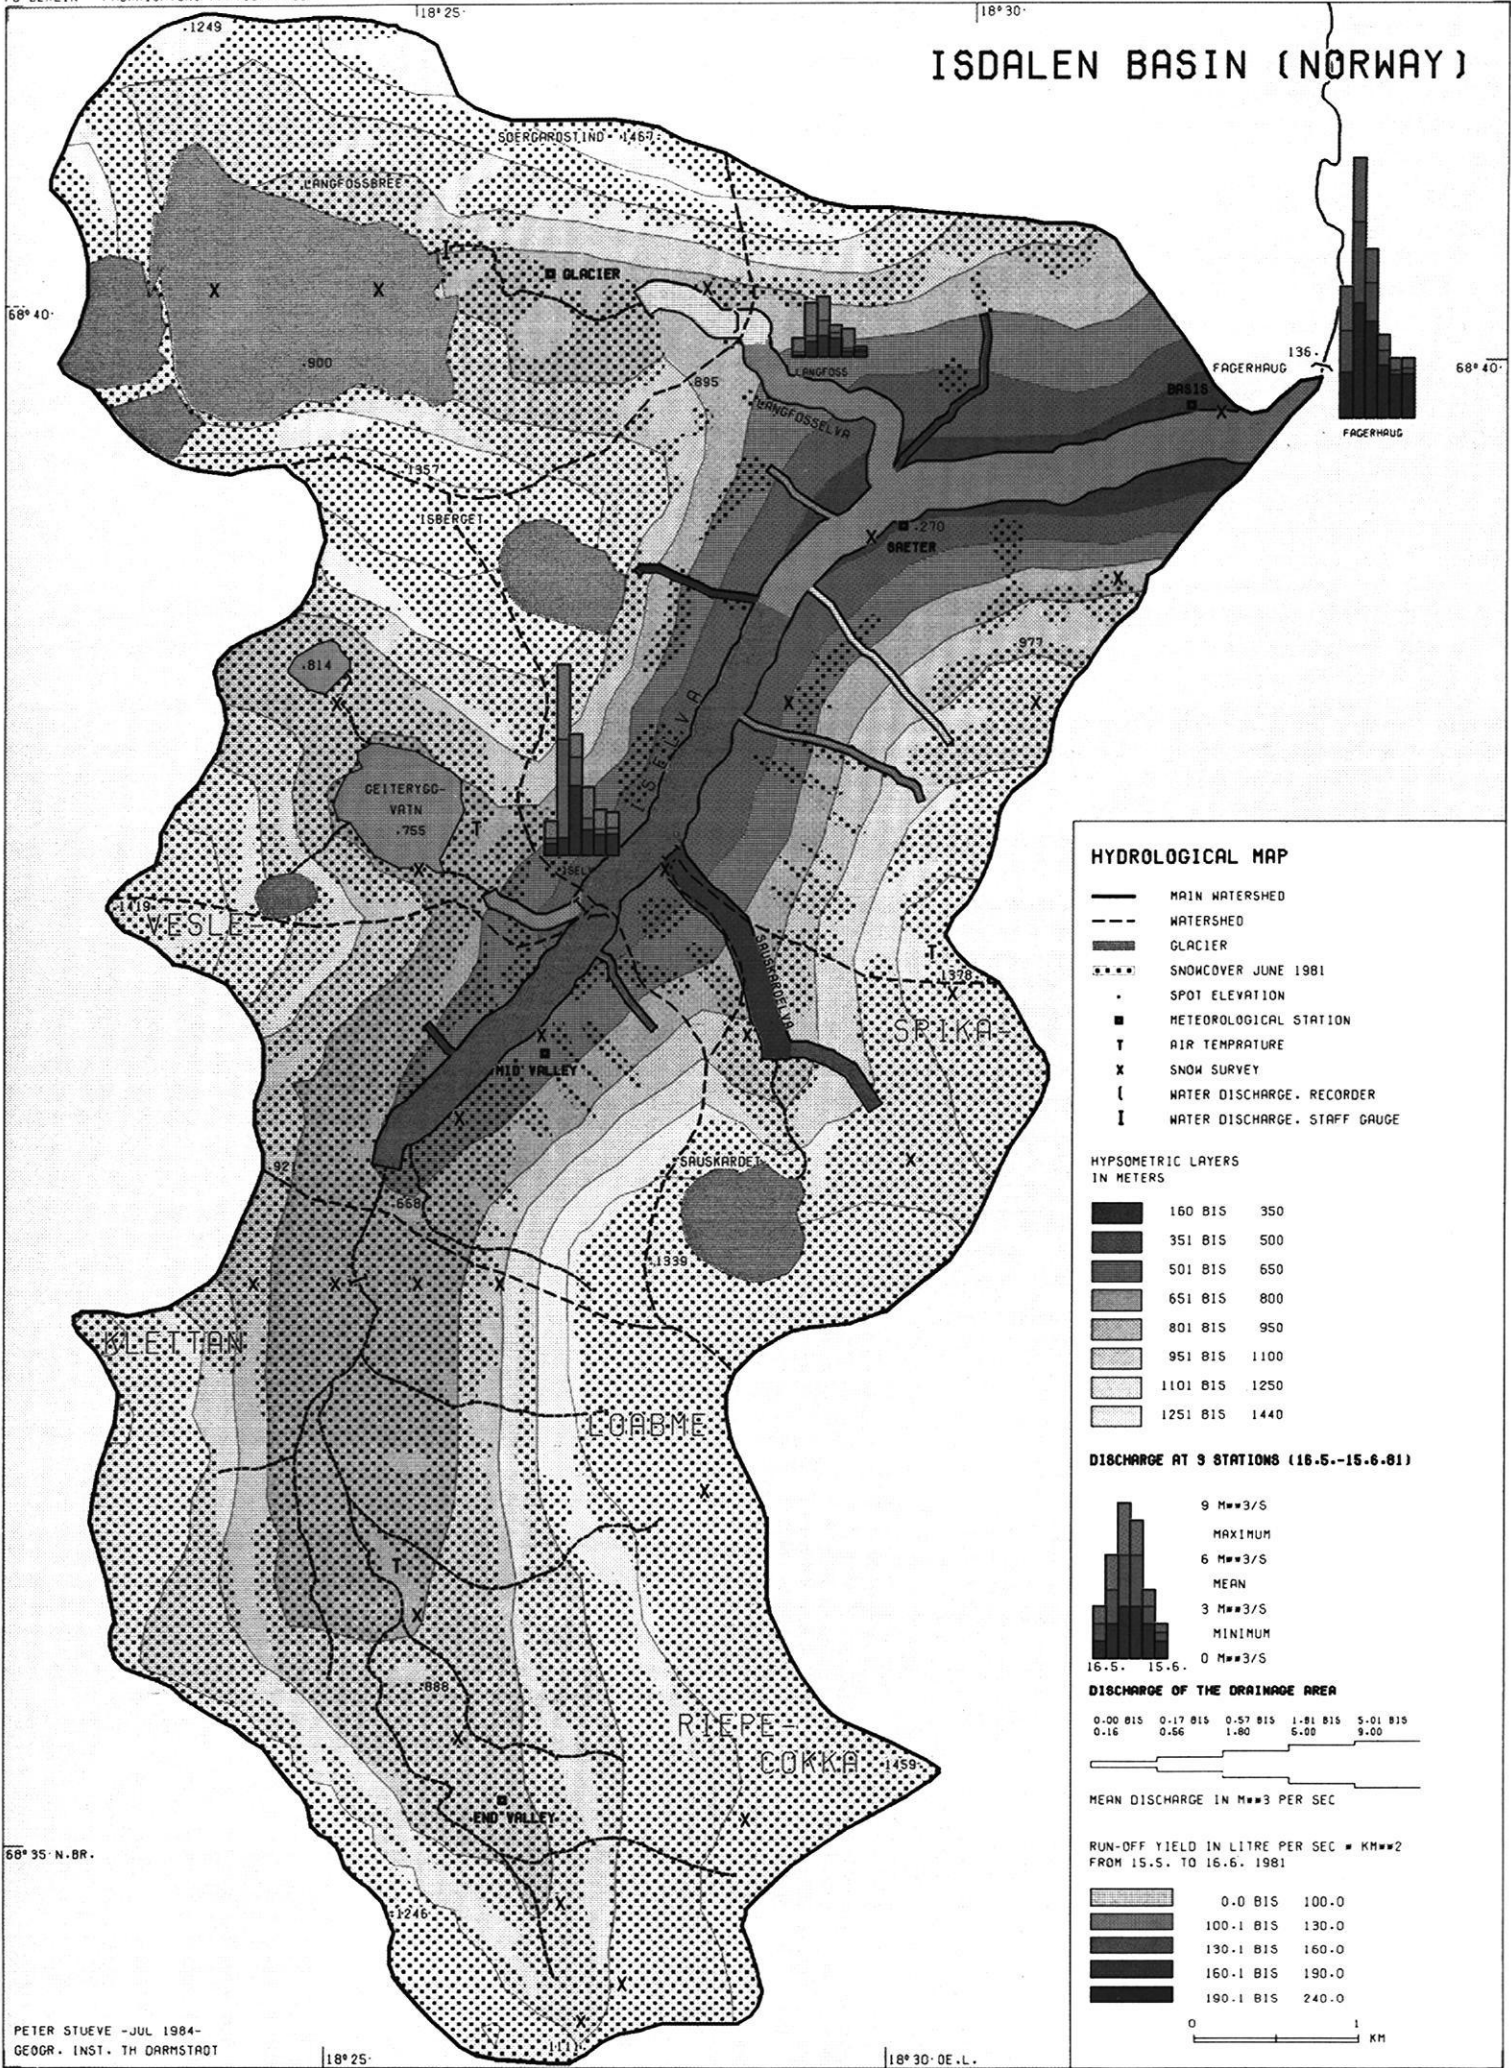 18°25·
18°30·
ISDALEN BASIN (NORWAY)
.1249
SOERGARDSTIND· 1467·
LANGFOSSBREE
GLACIER
68°40·
.900
LANGFOSS
136.
FAGERHAUG
68°40·
.895
BASIS
LANGFOSSELVA
FAGERHAUG
.1357
ISBERGET
.270
SAETER
.977
.814
ISELVA
GEITERYGG-
VATN
.755
T
HYDROLOGICAL MAP
MAIN WATERSHED
WATERSHED
GLACIER
SNOWCOVER JUNE 1981
SPOT ELEVATION
METEOROLOGICAL STATION
T AIR TEMPRATURE
X SNOW SURVEY
[ WATER DISCHARGE. RECORDER
I WATER DISCHARGE. STAFF GAUGE
.1419
VESLE-
SAUSKARDELVA
T
1378
SPIKA-
MID VALLEY
.921
SAUSKARDET
.668
.1339
HYPSOMETRIC LAYERS
IN METERS
160 BIS 350
351 BIS 500
501 BIS 650
651 BIS 800
801 BIS 950
951 BIS 1100
1101 BIS 1250
1251 BIS 1440
KLETTAN
LOABME
DISCHARGE AT 3 STATIONS (16.5.-15.6.81)
9 M**3/S
MAXIMUM
6 M**3/S
MEAN
3 M**3/S
MINIMUM
0 M**3/S
16.5. 15.6.
T
.888
RIEPE-
COKKA
1459·
END VALLEY
DISCHARGE OF THE DRAINAGE AREA
0.00 BIS 0.17 BIS 0.57 BIS 1.81 BIS 5.01 BIS
0.16 0.56 1.80 5.00 9.00
MEAN DISCHARGE IN M**3 PER SEC
68°35·N.BR.
RUN-OFF YIELD IN LITRE PER SEC * KM**2
FROM 15.5. TO 16.6. 1981
0.0 BIS 100.0
100.1 BIS 130.0
130.1 BIS 160.0
160.1 BIS 190.0
190.1 BIS 240.0
.1246
0 1
KM
PETER STUEVE -JUL 1984-
GEOGR. INST. TH DARMSTADT
18°25·
18°30·OE.L.